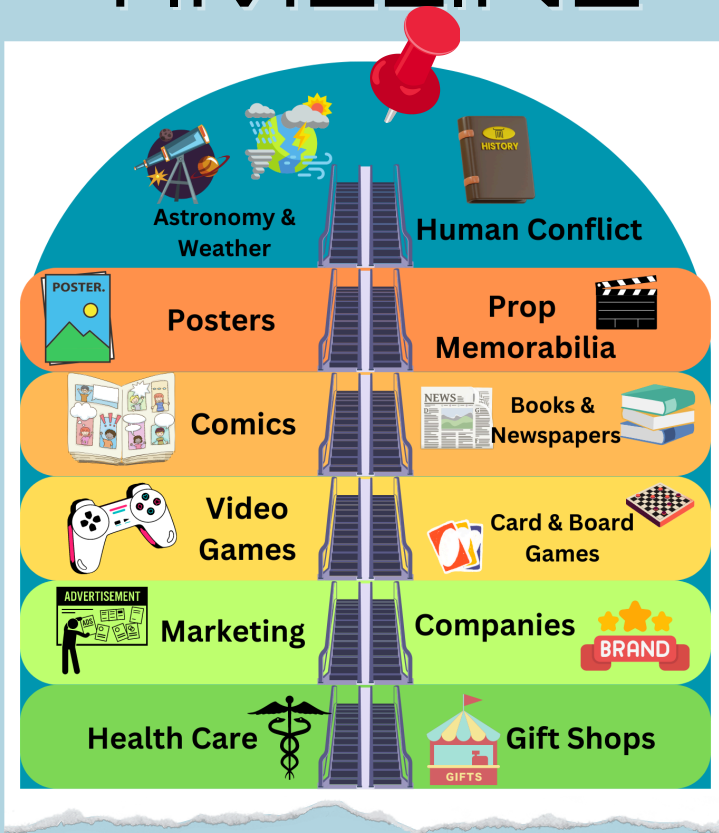 TIMELINE
HISTORY
Astronomy &
Weather
Human Conflict
POSTER.
Posters
Prop
Memorabilia
Comics
NEWS
Books &
Newspapers
Video
Games
Card & Board
Games
ADVERTISEMENT
ADS
Marketing
Companies
BRAND
Health Care
Gift Shops
GIFTS